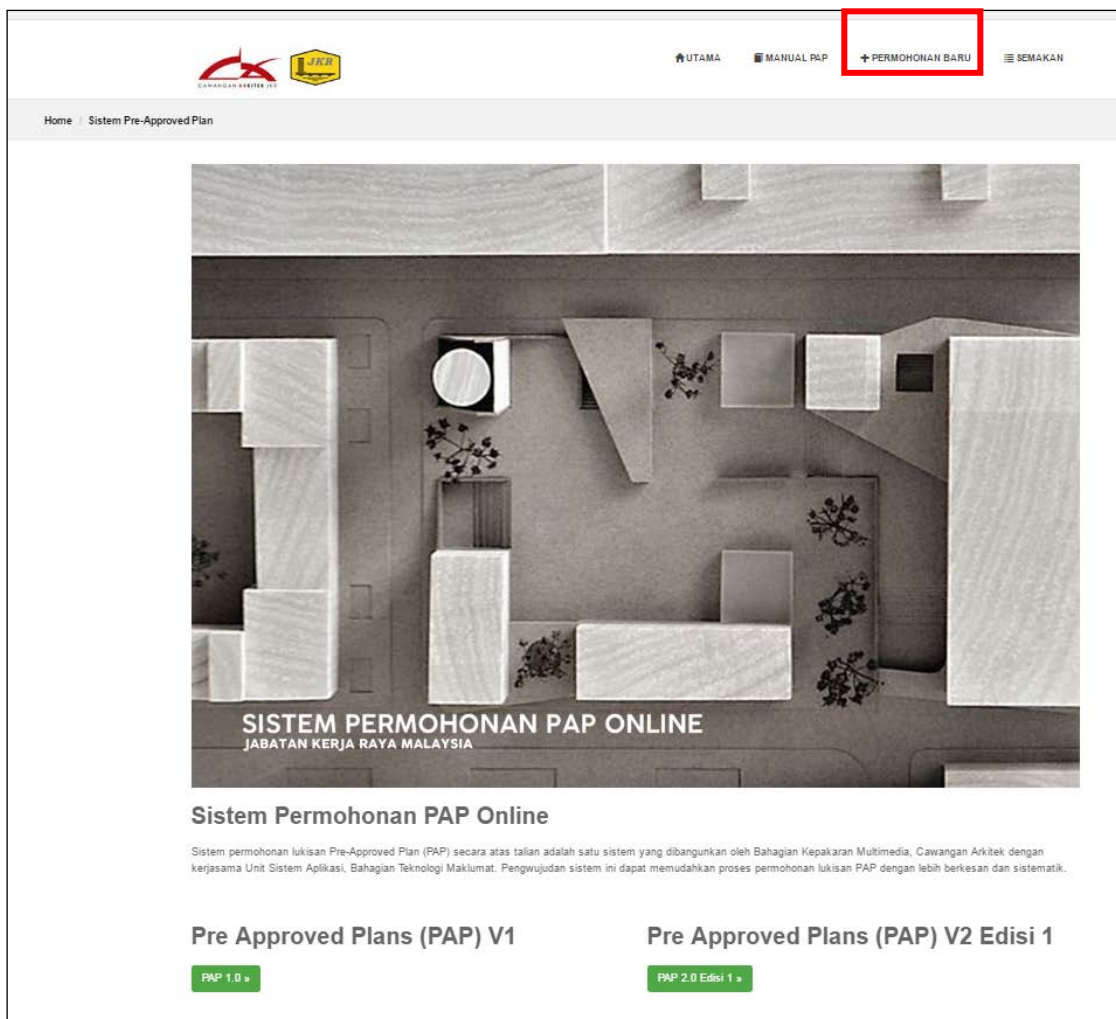 CAWANGAN ARKITEK JKR
JKR
UTAMA
MANUAL PAP
PERMOHONAN BARU
SEMAKAN
Home / Sistem Pre-Approved Plan
SISTEM PERMOHONAN PAP ONLINE
JABATAN KERJA RAYA MALAYSIA
Sistem Permohonan PAP Online
Sistem permohonan lukisan Pre-Approved Plan (PAP) secara atas talian adalah satu sistem yang dibangunkan oleh Bahagian Kepakaran Multimedia, Cawangan Arkitek dengan
kerjasama Unit Sistem Aplikasi, Bahagian Teknologi Maklumat. Pengwujudan sistem ini dapat memudahkan proses permohonan lukisan PAP dengan lebih berkesan dan sistematik.
Pre Approved Plans (PAP) V1
PAP 1.0 »
Pre Approved Plans (PAP) V2 Edisi 1
PAP 2.0 Edisi 1 »